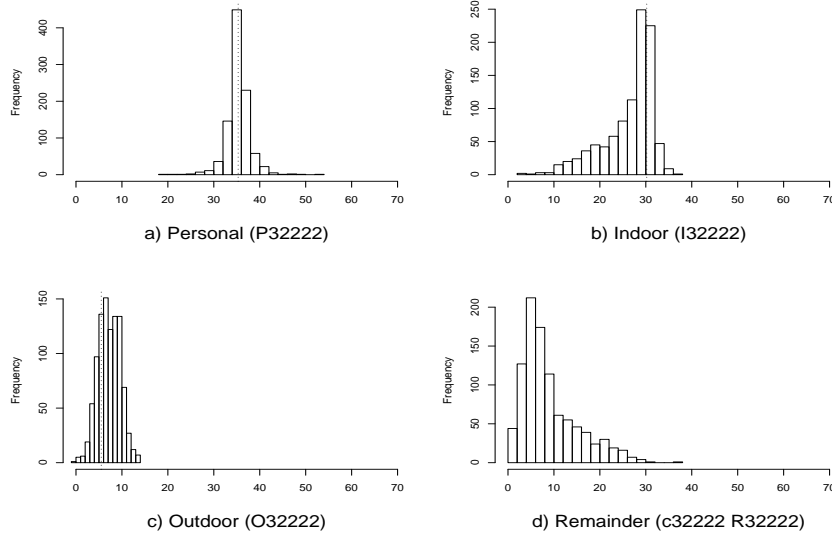 Frequency
0 100 200 300 400
0 10 20 30 40 50 60 70
a) Personal (P32222)
Frequency
0 50 100 150 200 250
0 10 20 30 40 50 60 70
b) Indoor (I32222)
Frequency
0 50 100 150
0 10 20 30 40 50 60 70
c) Outdoor (O32222)
Frequency
0 50 100 150 200
0 10 20 30 40 50 60 70
d) Remainder (c32222 R32222)